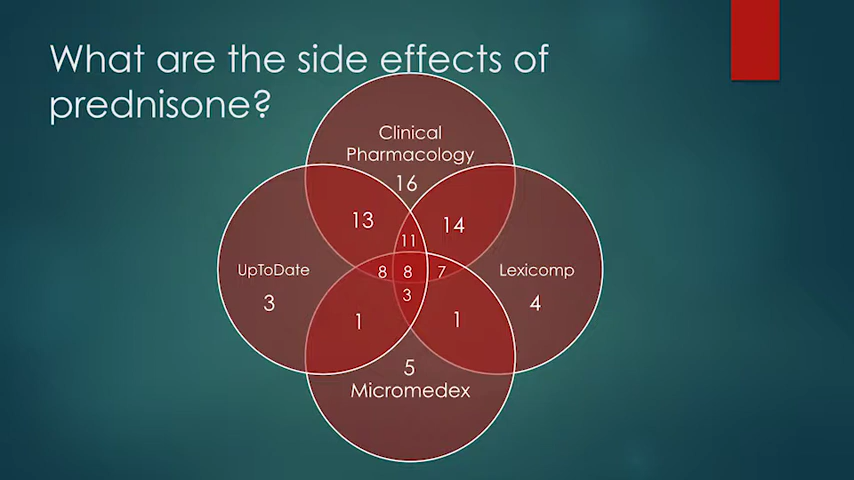 What are the side effects of
prednisone?
Clinical
Pharmacology
16
13
14
11
UpToDate
8
8
7
Lexicomp
3
3
4
1
1
5
Micromedex